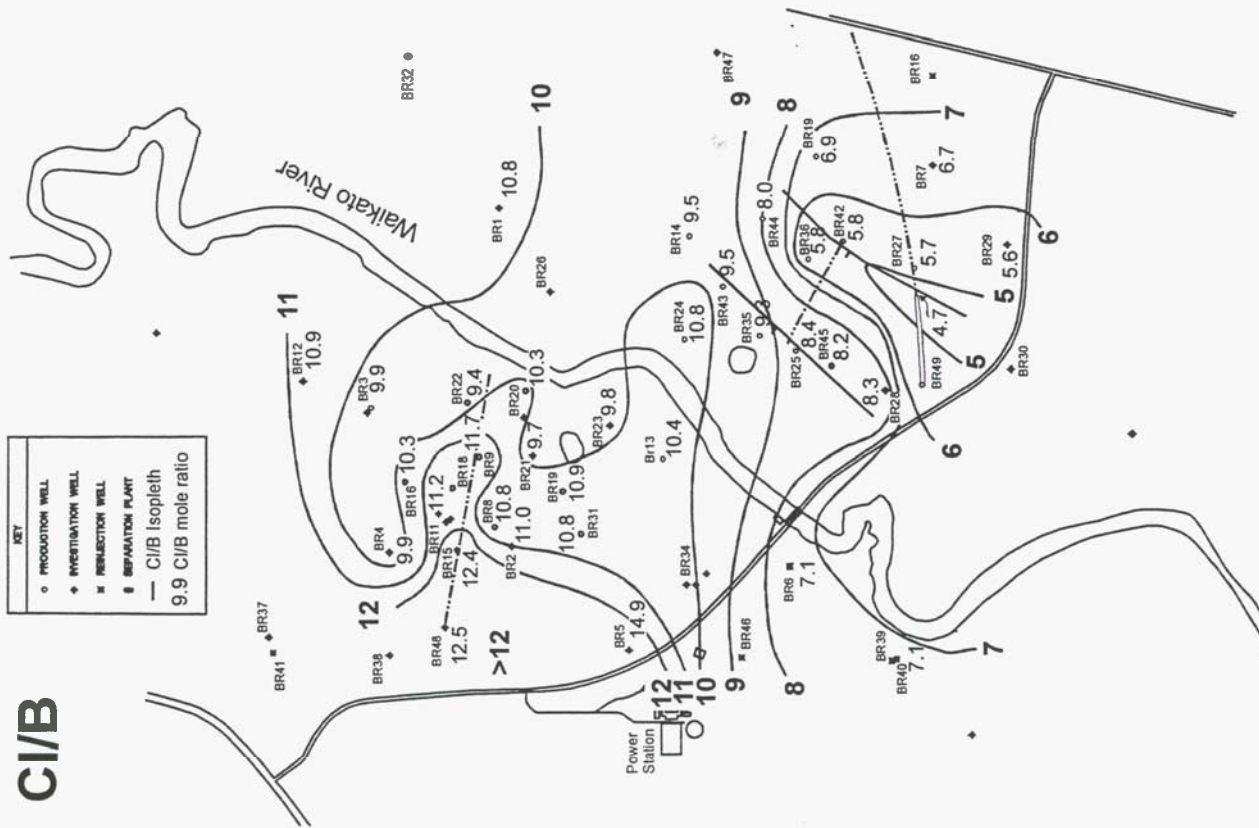 Cl/B
KEY
PRODUCTION WELL
INVESTIGATION WELL
REINJECTION WELL
SEPARATION PLANT
Cl/B Isopleth
9.9 Cl/B mole ratio
BR32
Waikato River
10
BR1
10.8
11
BR12
10.9
BR26
BR3
9.9
BR47
9
8
BR14
9.5
BR19
6.9
BR16
7
BR7
6.7
8.0
BR44
BR36
5.8
BR42
5.8
BR27
5.7
BR29
5.6
6
BR43
9.5
BR24
10.8
BR35
9.3
BR25
8.4
BR45
8.2
8.3
BR28
BR49
4.7
5
5
BR30
6
BR22
9.4
BR20
10.3
BR21
9.7
BR23
9.8
Br13
10.4
BR16
10.3
11.7
BR18
BR9
BR11
11.2
BR8
10.8
BR19
10.9
10.8
BR31
BR4
9.9
BR2
11.0
BR15
12.4
12
BR37
BR41
BR38
BR48
12.5
>12
BR5
14.9
BR34
BR6
7.1
BR46
BR39
BR40
7.1
7
12
11
10
9
8
Power
Station